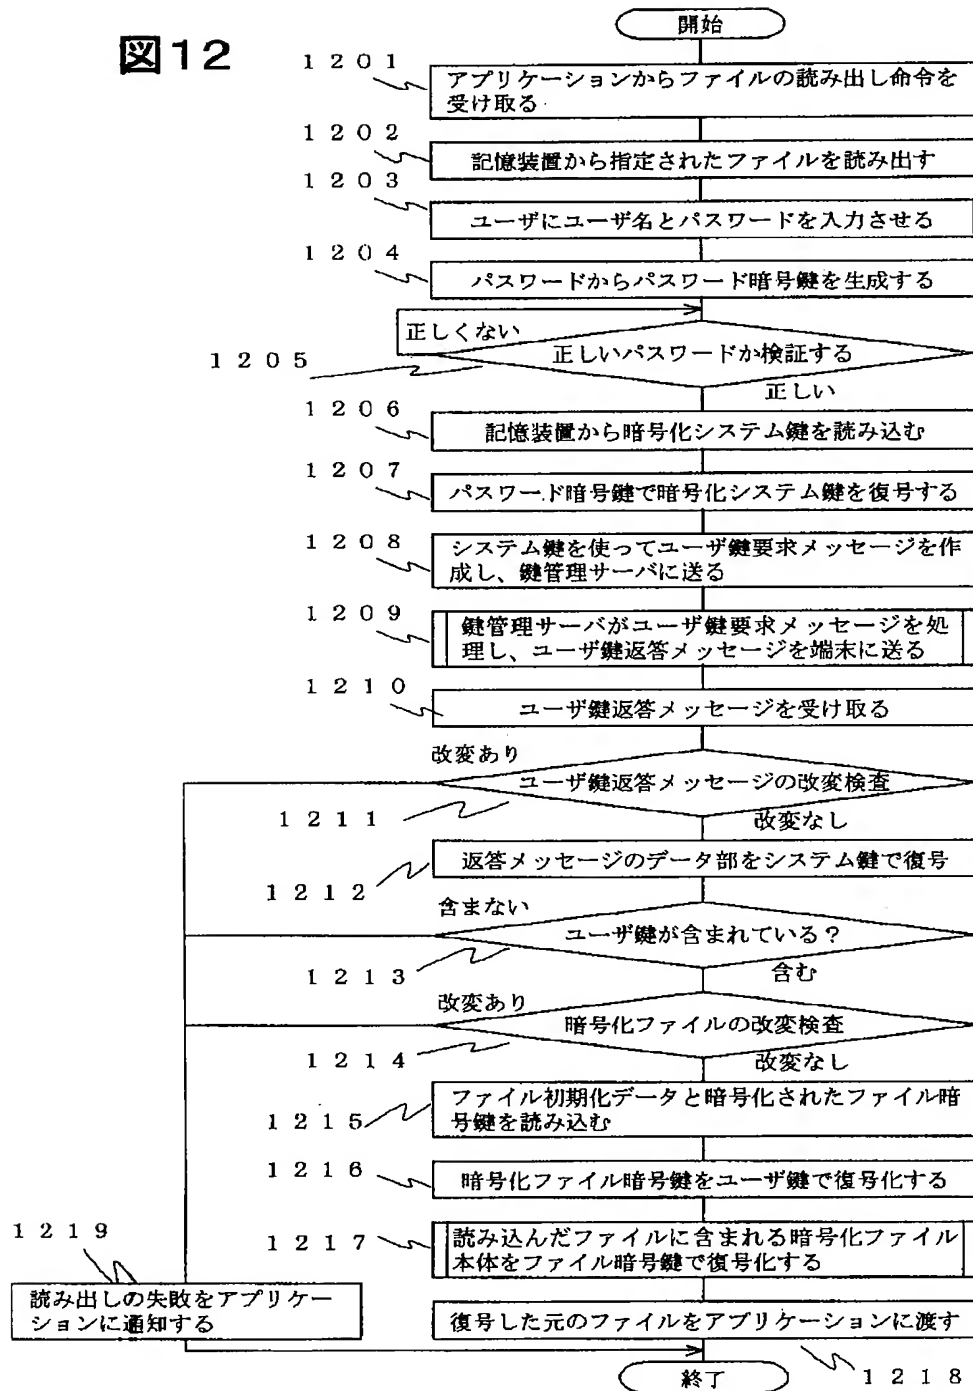 図12
開始
1201
アプリケーションからファイルの読み出し命令を
受け取る
1202
記憶装置から指定されたファイルを読み出す
1203
ユーザにユーザ名とパスワードを入力させる
1204
パスワードからパスワード暗号鍵を生成する
正しくない
正しいパスワードか検証する
1205
正しい
1206
記憶装置から暗号化システム鍵を読み込む
1207
パスワード暗号鍵で暗号化システム鍵を復号する
1208
システム鍵を使ってユーザ鍵要求メッセージを作
成し、鍵管理サーバに送る
1209
鍵管理サーバがユーザ鍵要求メッセージを処
理し、ユーザ鍵返答メッセージを端末に送る
1210
ユーザ鍵返答メッセージを受け取る
改変あり
ユーザ鍵返答メッセージの改変検査
1211
改変なし
返答メッセージのデータ部をシステム鍵で復号
1212
含まない
ユーザ鍵が含まれている？
1213
含む
改変あり
暗号化ファイルの改変検査
1214
改変なし
ファイル初期化データと暗号化されたファイル暗
号鍵を読み込む
1215
1216
暗号化ファイル暗号鍵をユーザ鍵で復号化する
1217
読み込んだファイルに含まれる暗号化ファイル
本体をファイル暗号鍵で復号化する
1219
読み出しの失敗をアプリケー
ションに通知する
復号した元のファイルをアプリケーションに渡す
1218
終了